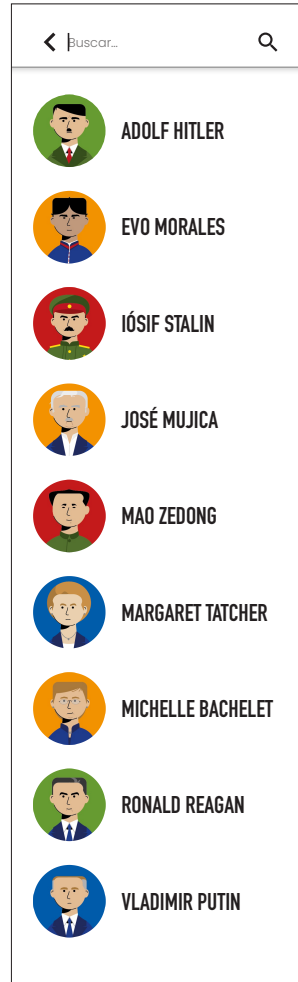 Buscar...
ADOLF HITLER
EVO MORALES
IÓSIF STALIN
JOSÉ MUJICA
MAO ZEDONG
MARGARET TATCHER
MICHELLE BACHELET
RONALD REAGAN
VLADIMIR PUTIN